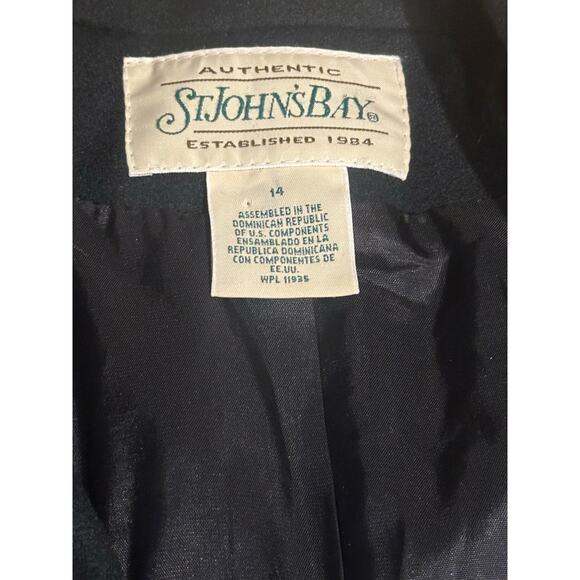 AUTHENTIC
ST.JOHN'S BAY®
ESTABLISHED 1984
14
ASSEMBLED IN THE
DOMINICAN REPUBLIC
OF U.S. COMPONENTS
ENSAMBLADO EN LA
REPUBLICA DOMINICANA
CON COMPONENTES DE
EE.UU.
WPL 11935